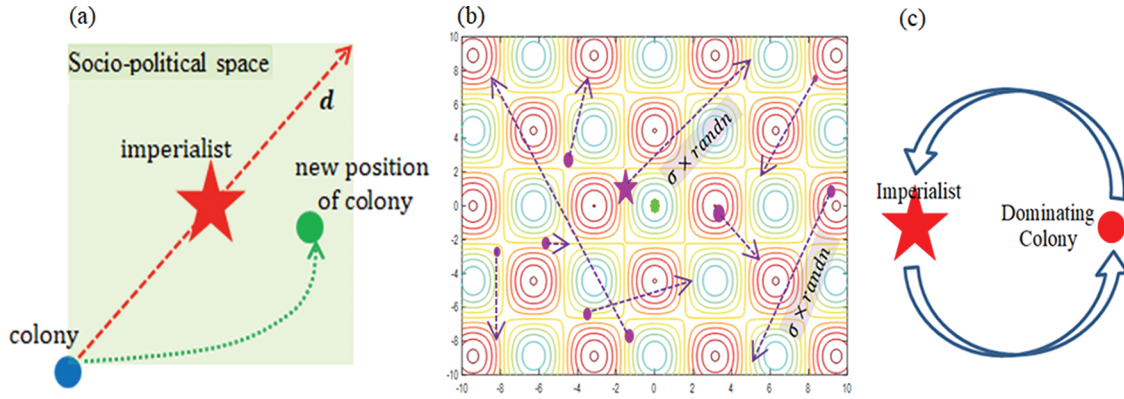 (a)
Socio-political space
d
imperialist
new position
of colony
colony
(b)
10
8
6
4
2
0
-2
-4
-6
-8
-10
-10
-8
-6
-4
-2
0
2
4
6
8
10
σ × randn
σ × randn
(c)
Imperialist
Dominating
Colony